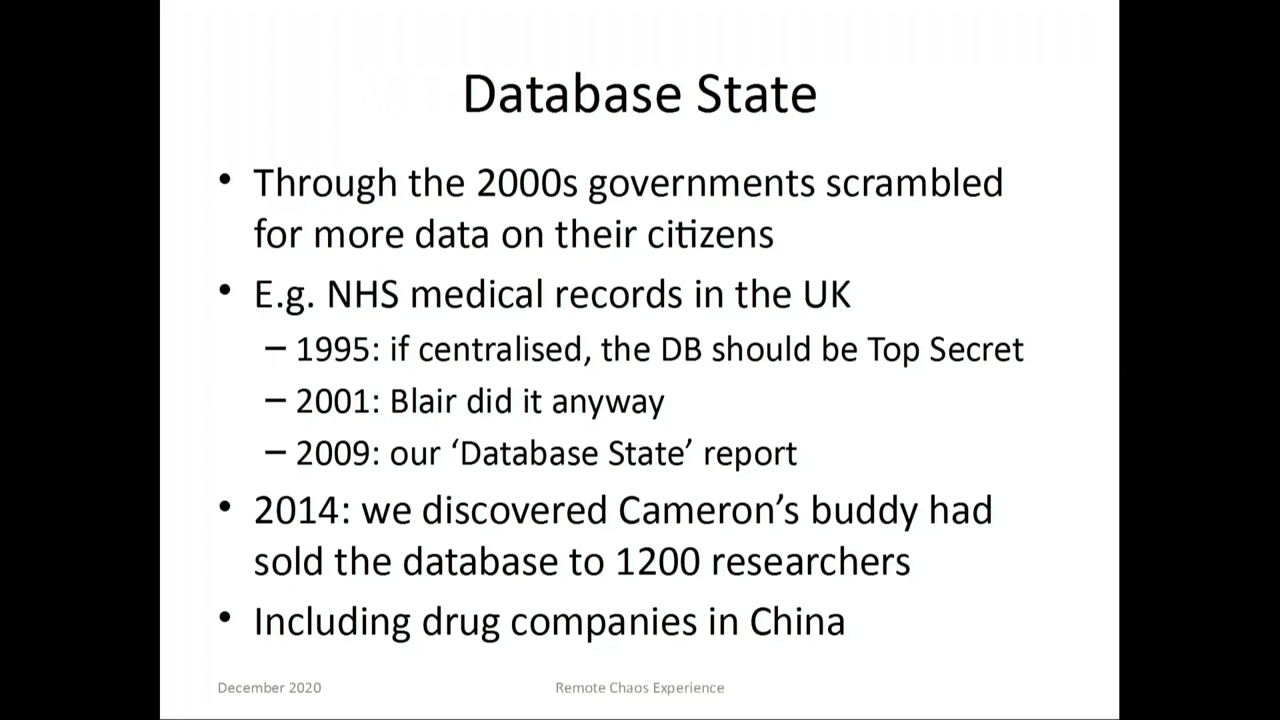 Database State
• Through the 2000s governments scrambled
for more data on their citizens
• E.g. NHS medical records in the UK
– 1995: if centralised, the DB should be Top Secret
– 2001: Blair did it anyway
– 2009: our ‘Database State’ report
• 2014: we discovered Cameron’s buddy had
sold the database to 1200 researchers
• Including drug companies in China
December 2020
Remote Chaos Experience